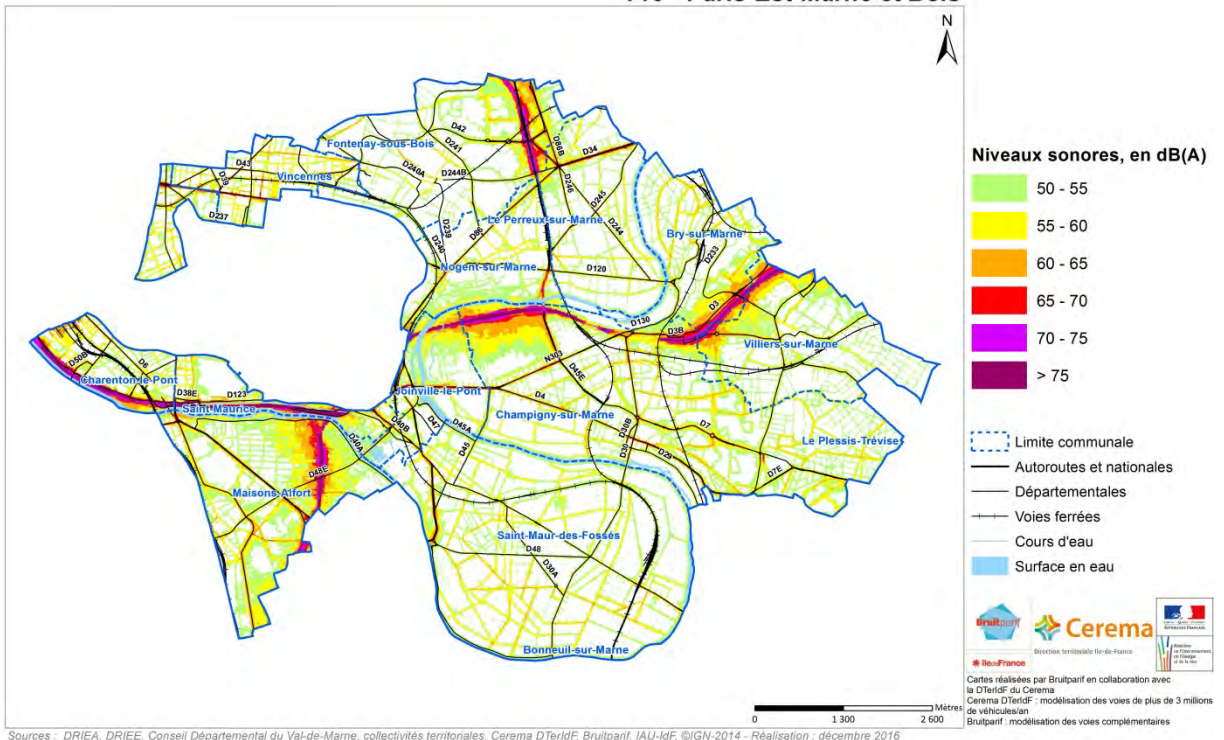 N
Niveaux sonores, en dB(A)
50 - 55
55 - 60
60 - 65
65 - 70
70 - 75
> 75
Limite communale
Autoroutes et nationales
Départementales
Voies ferrées
Cours d'eau
Surface en eau
D42
D241
Fontenay-sous-Bois
D86B
D34
D43
D240A
D244B
Vincennes
D39
D246
D245
D237
D239
Le Perreux-sur-Marne
D244
D86
Bry-sur-Marne
D240
D233
Nogent-sur-Marne
D120
D3
D130
D3B
Villiers-sur-Marne
D50B
D6
N303
D45E
Charenton-le-Pont
D38E
D123
Joinville-le-Pont
D4
Saint-Maurice
Champigny-sur-Marne
D40B
D47
D45A
D30B
D7
D40A
D45
D30
D29
Le Plessis-Trévise
D48E
D7E
Maisons-Alfort
Saint-Maur-des-Fossés
D48
D30A
Bonneuil-sur-Marne
Mètres
0
1 300
2 600
Bruitparif
Cerema
Direction territoriale Ile-de-France
îledeFrance
Cartes réalisées par Bruitparif en collaboration avec
la DTerIdF du Cerema
Cerema DTerIdF : modélisation des voies de plus de 3 millions
de véhicules/an
Bruitparif : modélisation des voies complémentaires
Sources : DRIEA, DRIEE, Conseil Départemental du Val-de-Marne, collectivités territoriales, Cerema DTerIdF, Bruitparif, IAU-IdF, ©IGN-2014 - Réalisation : décembre 2016